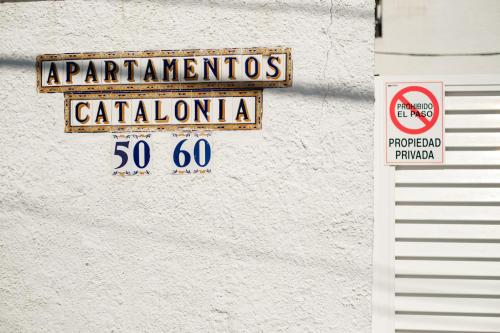 APARTAMENTOS
CATALONIA
50 60
PROHIBIDO
EL PASO
PROPIEDAD
PRIVADA